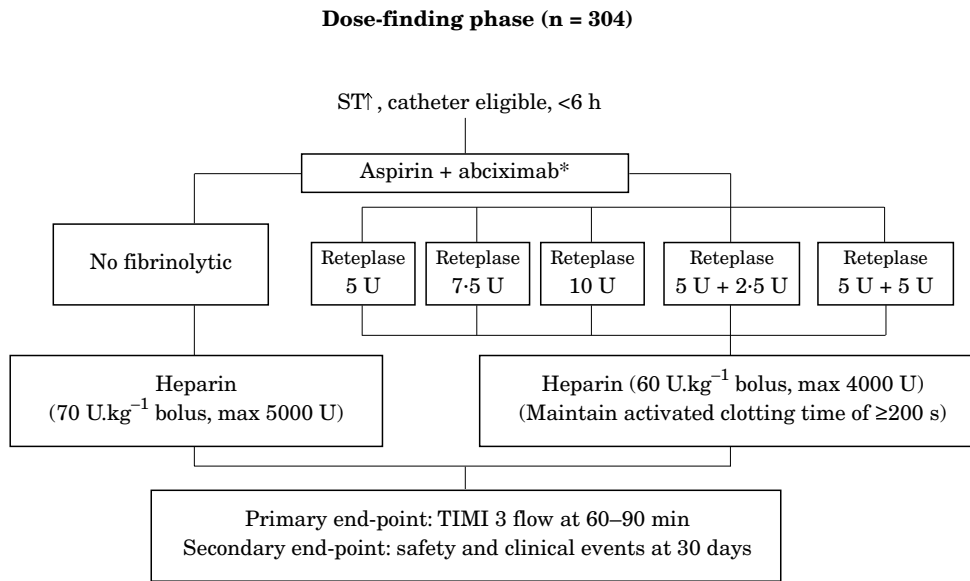 Dose-finding phase (n = 304)
ST↑, catheter eligible, <6 h
Aspirin + abciximab*
No fibrinolytic
Reteplase
5 U
Reteplase
7·5 U
Reteplase
10 U
Reteplase
5 U + 2·5 U
Reteplase
5 U + 5 U
Heparin
(70 U.kg⁻¹ bolus, max 5000 U)
Heparin (60 U.kg⁻¹ bolus, max 4000 U)
(Maintain activated clotting time of ≥200 s)
Primary end-point: TIMI 3 flow at 60–90 min
Secondary end-point: safety and clinical events at 30 days